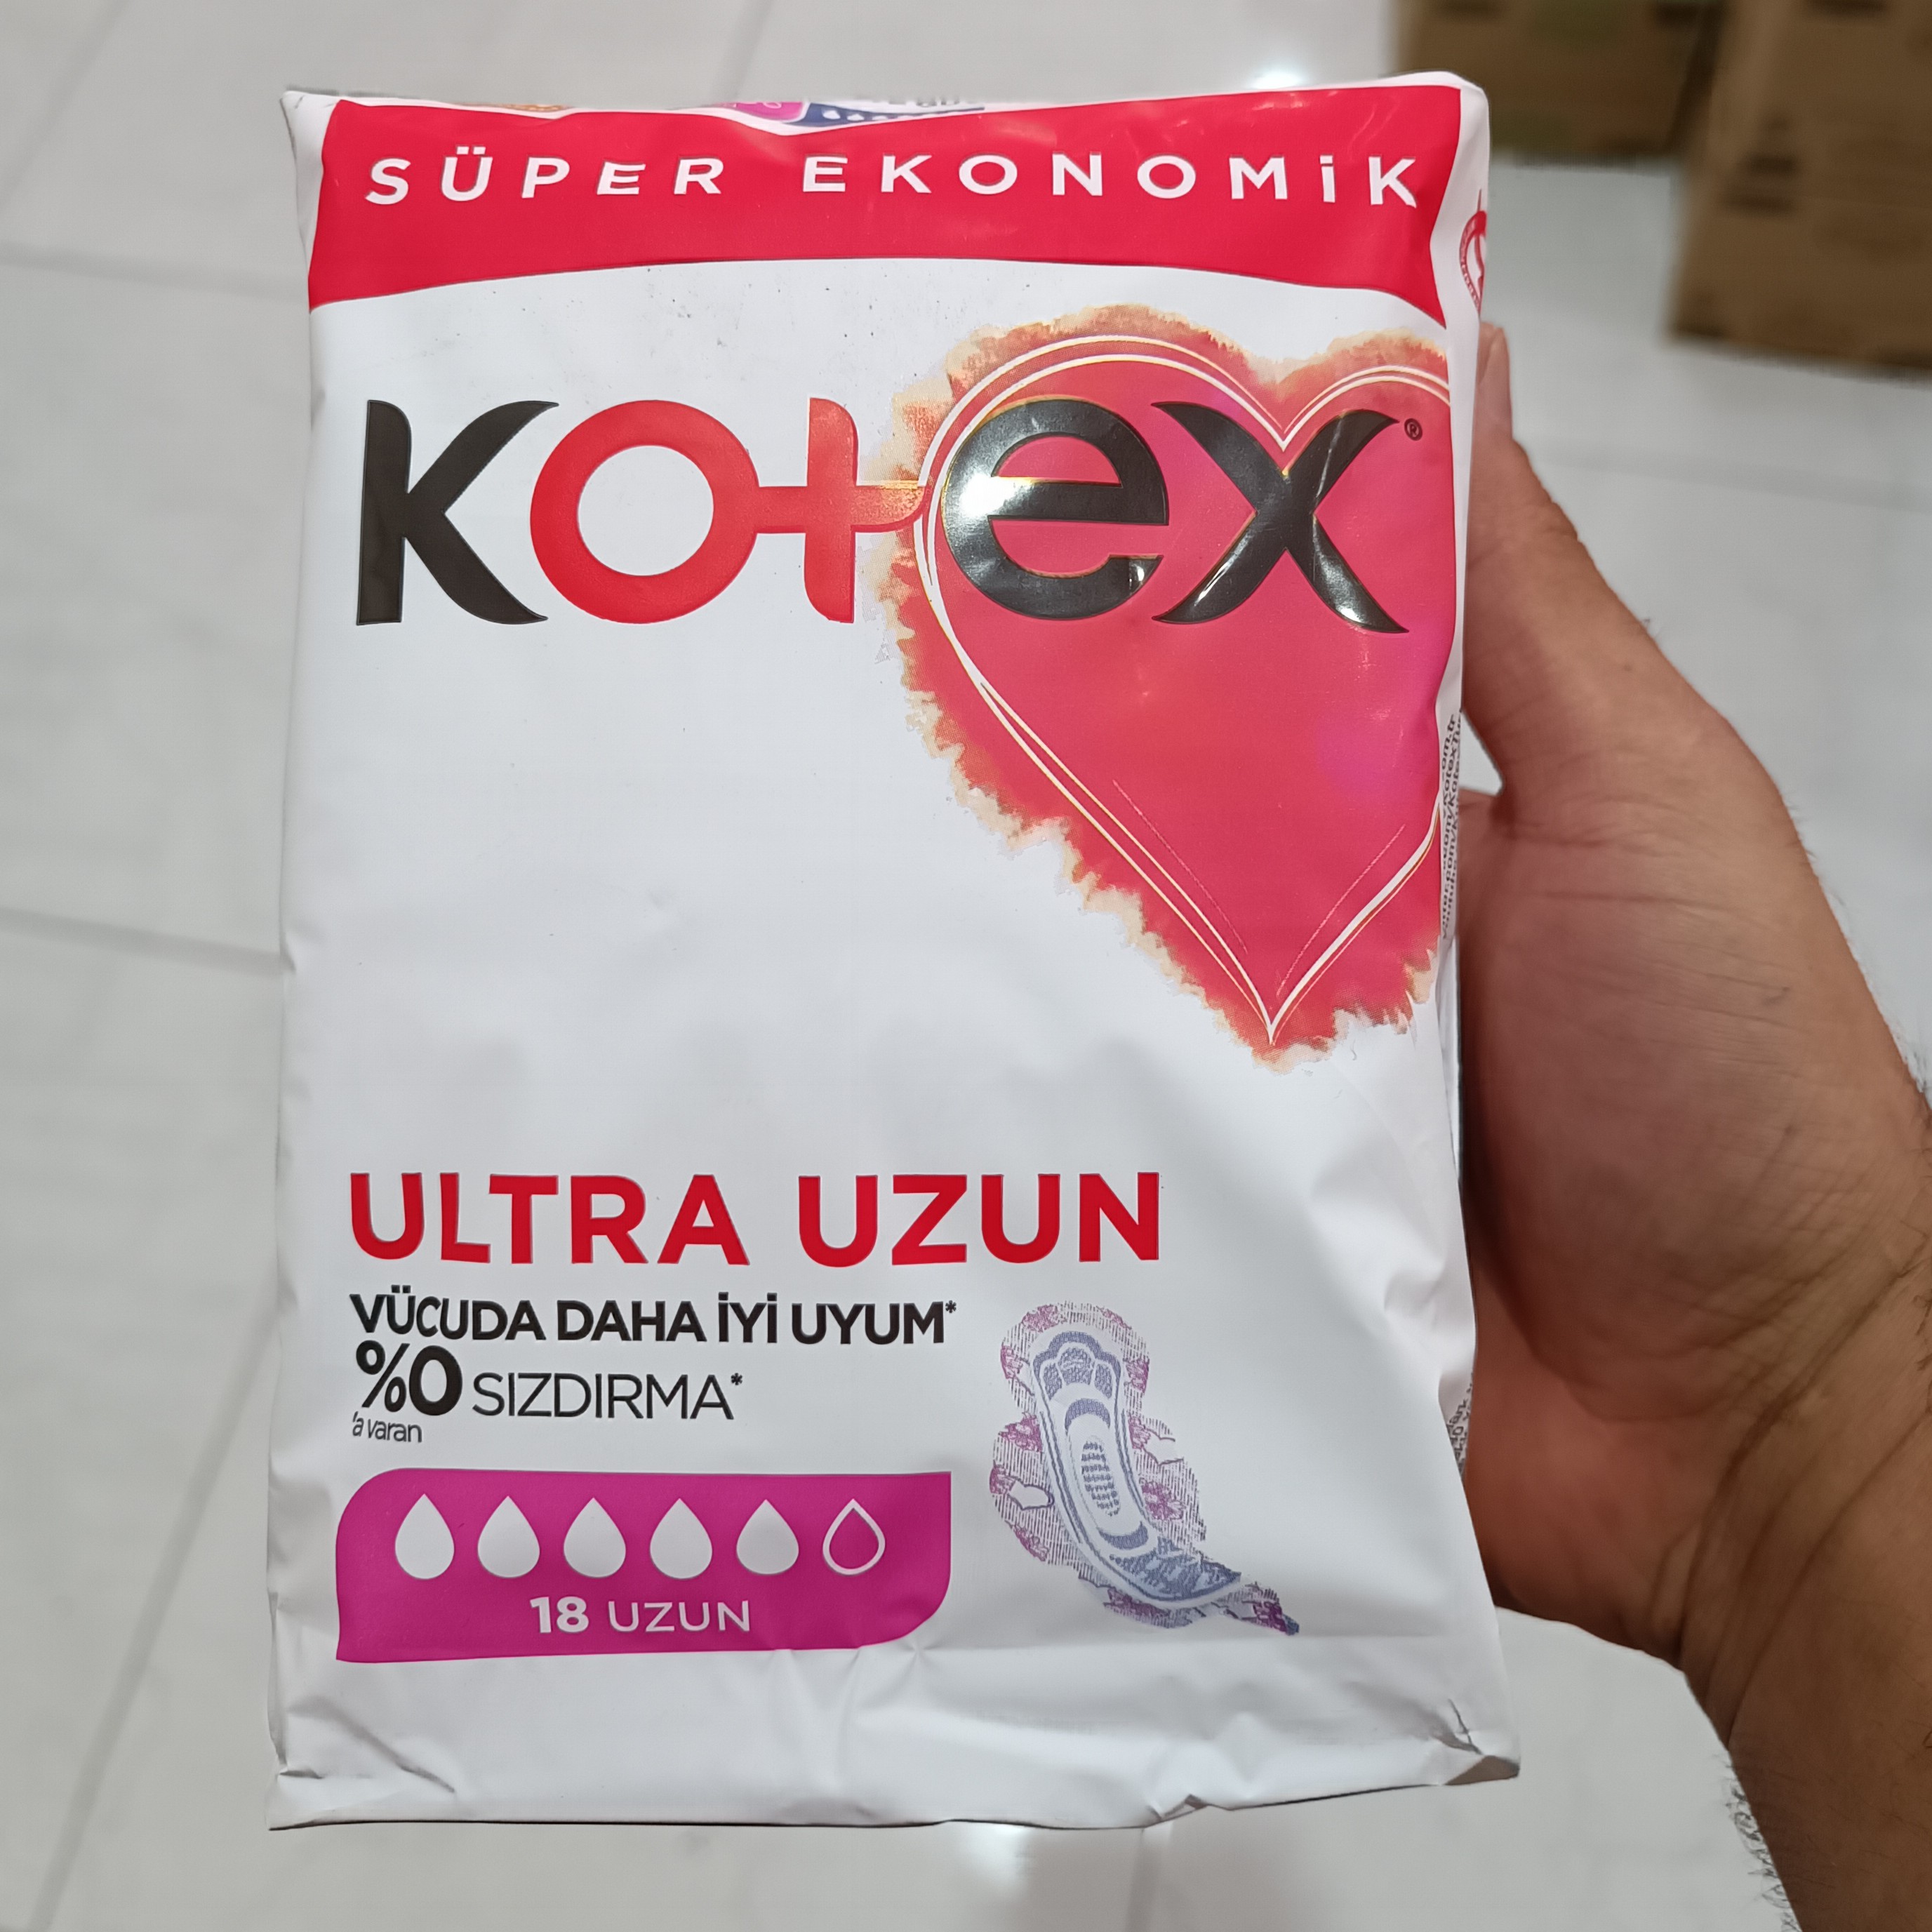 SÜPER EKONOMİK
Kotex®
ULTRA UZUN
VÜCUDA DAHA İYİ UYUM*
%0 SIZDIRMA*
'a varan
18 UZUN